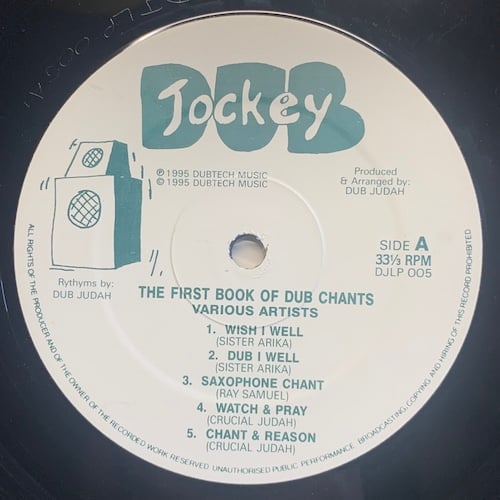 DUB
Jockey
℗ 1995 DUBTECH MUSIC
© 1995 DUBTECH MUSIC
Produced
& Arranged by:
DUB JUDAH
SIDE A
33⅓ RPM
DJLP 005
Rythyms by:
DUB JUDAH
THE FIRST BOOK OF DUB CHANTS
VARIOUS ARTISTS
1. WISH I WELL
(SISTER ARIKA)
2. DUB I WELL
(SISTER ARIKA)
3. SAXOPHONE CHANT
(RAY SAMUEL)
4. WATCH & PRAY
(CRUCIAL JUDAH)
5. CHANT & REASON
(CRUCIAL JUDAH)
ALL RIGHTS OF THE PRODUCER AND OF THE OWNER OF THE RECORDED WORK RESERVED UNAUTHORISED PUBLIC PERFORMANCE BROADCASTING, COPYING AND HIRING OF THIS RECORD PROHIBITED